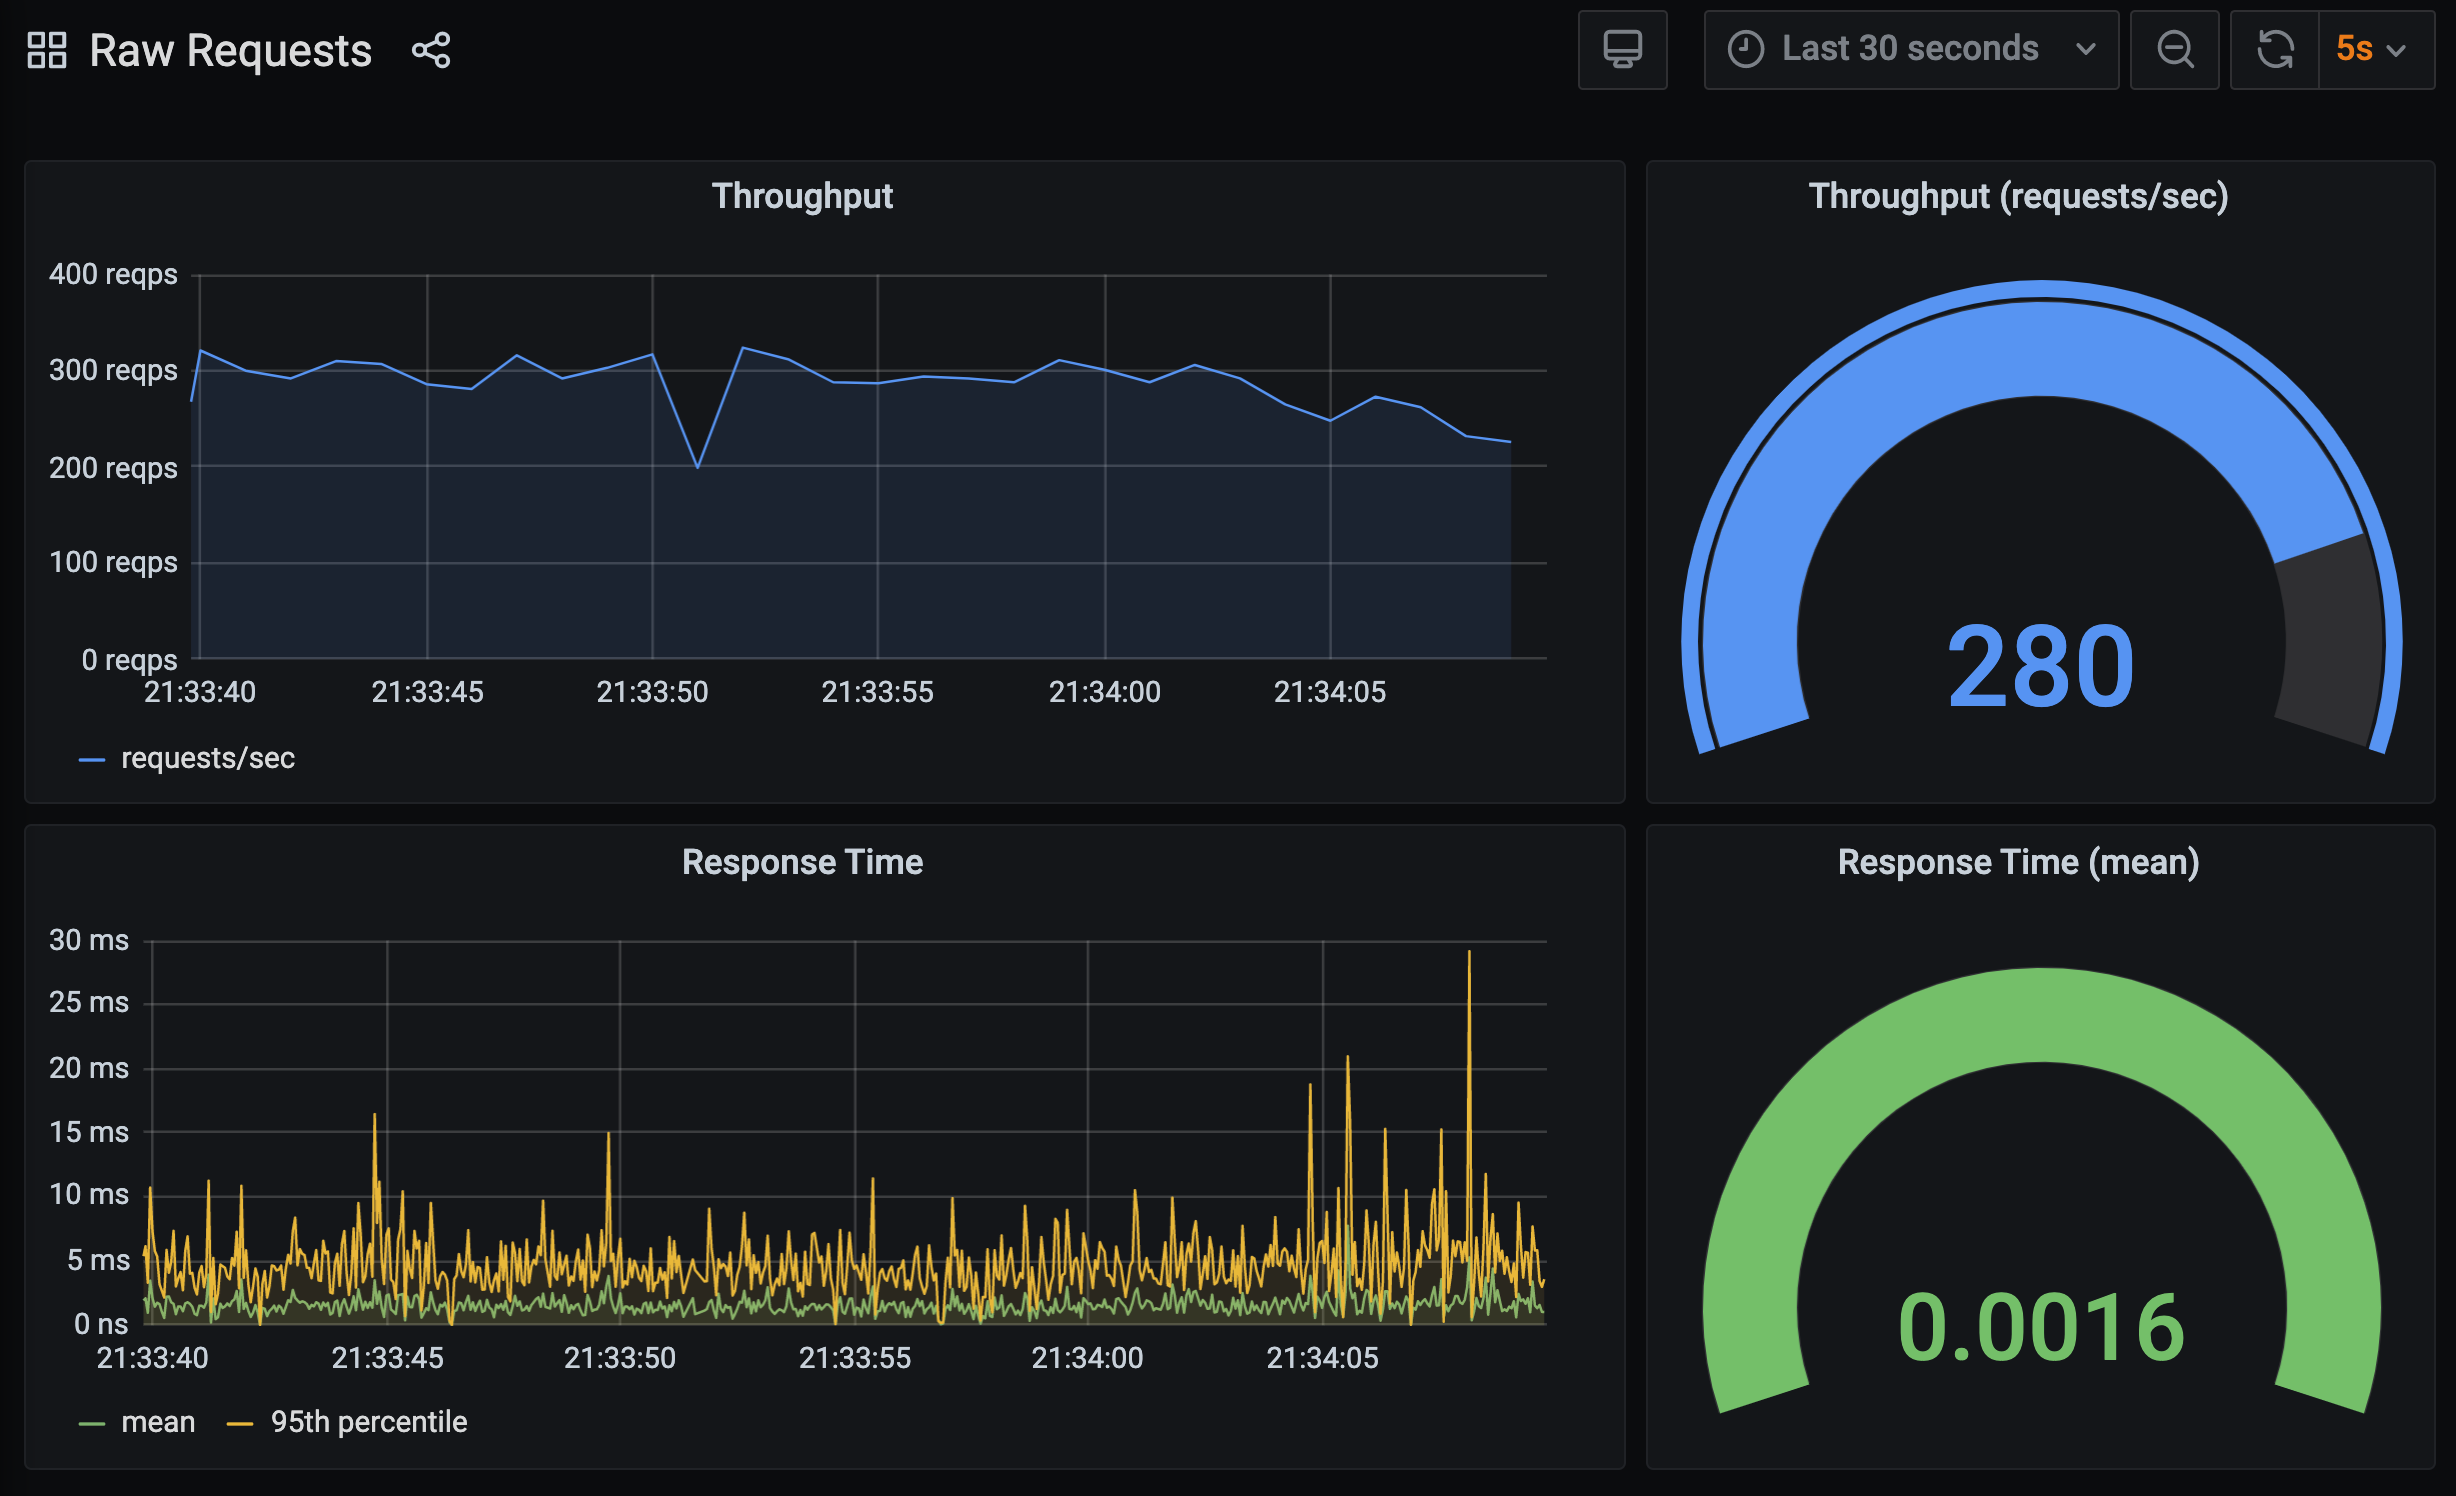 Raw Requests
Last 30 seconds
5s
Throughput
400 reqps
300 reqps
200 reqps
100 reqps
0 reqps
21:33:40 21:33:45 21:33:50 21:33:55 21:34:00 21:34:05
requests/sec
Throughput (requests/sec)
280
Response Time
30 ms
25 ms
20 ms
15 ms
10 ms
5 ms
0 ns
21:33:40 21:33:45 21:33:50 21:33:55 21:34:00 21:34:05
mean 95th percentile
Response Time (mean)
0.0016